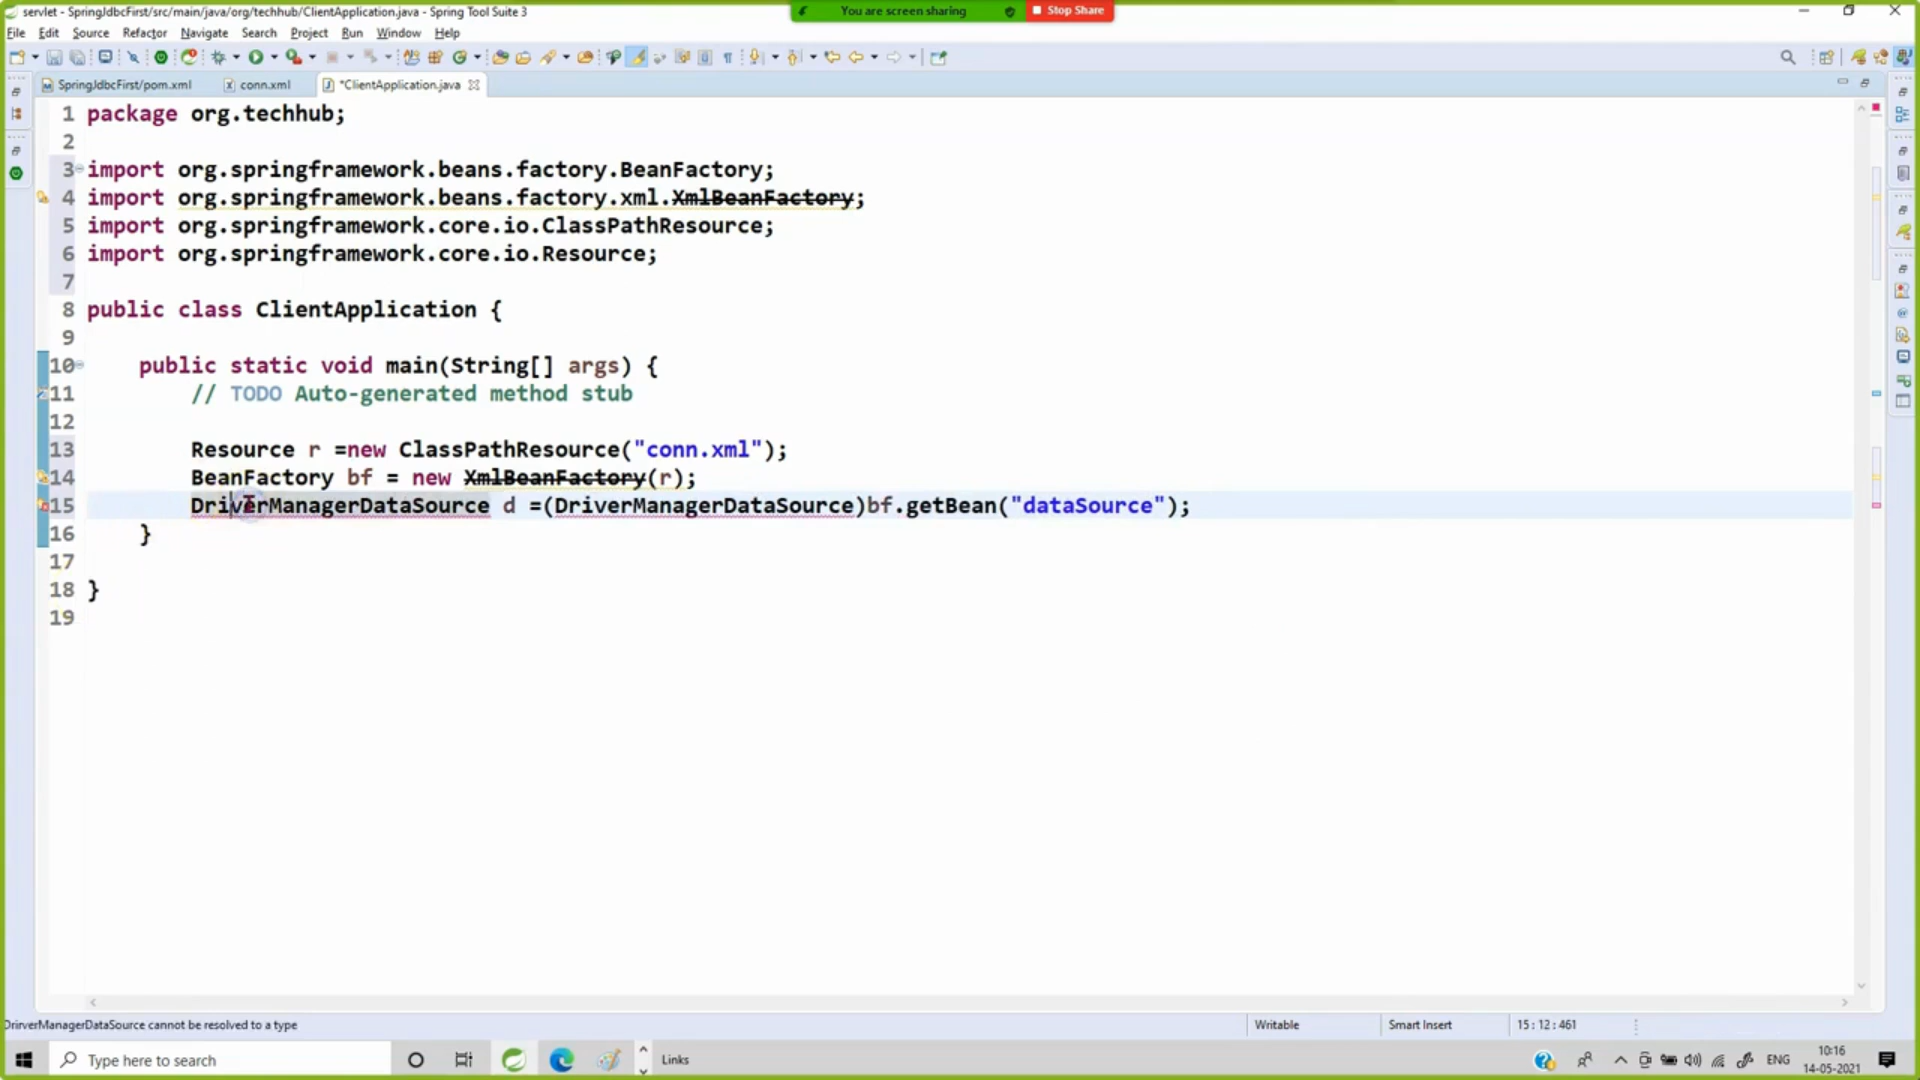 servlet - SpringJdbcFirst/src/main/java/org/techhub/ClientApplication.java - Spring Tool Suite 3
You are screen sharing
Stop Share
File Edit Source Refactor Navigate Search Project Run Window Help
SpringJdbcFirst/pom.xml
conn.xml
*ClientApplication.java
1 package org.techhub;
2
3 import org.springframework.beans.factory.BeanFactory;
4 import org.springframework.beans.factory.xml.XmlBeanFactory;
5 import org.springframework.core.io.ClassPathResource;
6 import org.springframework.core.io.Resource;
7
8 public class ClientApplication {
9
10 public static void main(String[] args) {
11 // TODO Auto-generated method stub
12
13 Resource r =new ClassPathResource("conn.xml");
14 BeanFactory bf = new XmlBeanFactory(r);
15 DriverManagerDataSource d =(DriverManagerDataSource)bf.getBean("dataSource");
16 }
17
18 }
19
DrirverManagerDataSource cannot be resolved to a type
Writable
Smart Insert
15 : 12 : 461
Type here to search
Links
ENG
10:16
14-05-2021